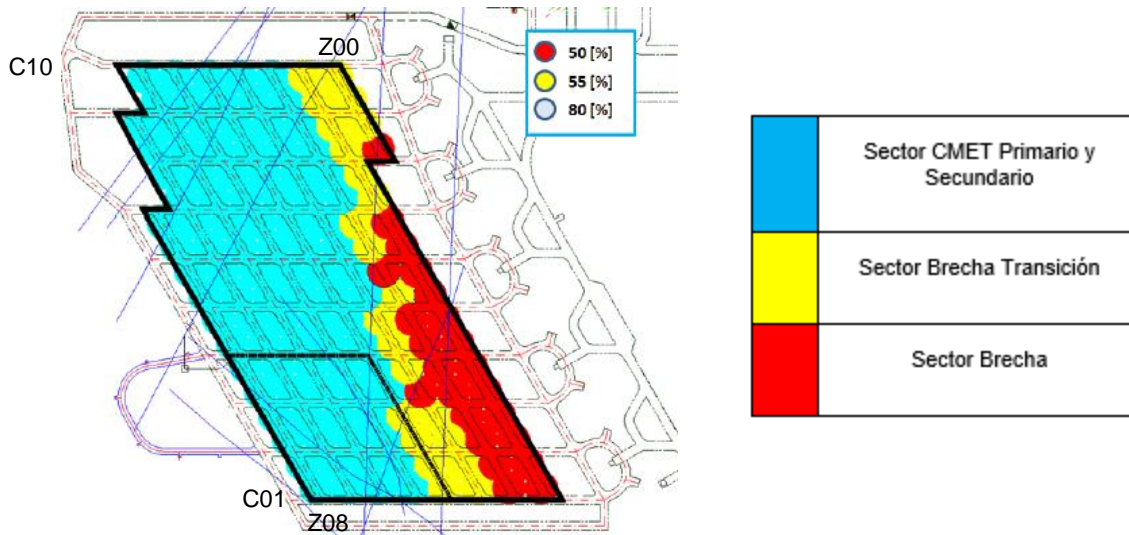 Z00
C10
50 [%]
55 [%]
80 [%]
C01
Z08
Sector CMET Primario y
Secundario
Sector Brecha Transición
Sector Brecha